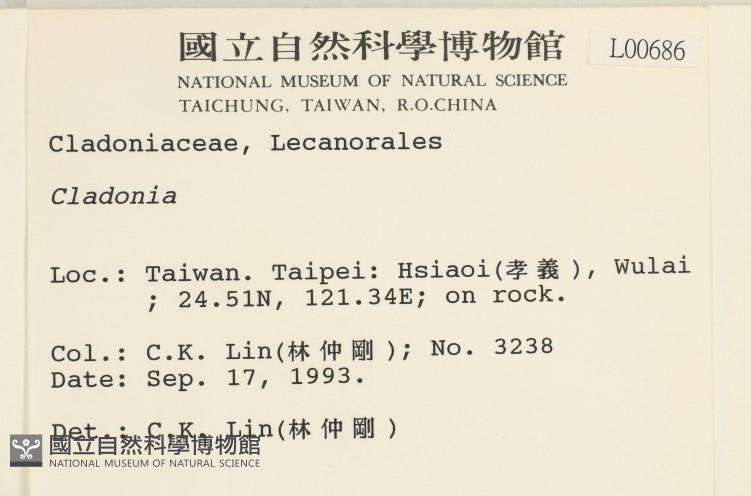 國立自然科學博物館
L00686
NATIONAL MUSEUM OF NATURAL SCIENCE
TAICHUNG, TAIWAN, R.O.CHINA
Cladoniaceae, Lecanorales
Cladonia
Loc.: Taiwan. Taipei: Hsiaoi(孝義), Wulai
; 24.51N, 121.34E; on rock.
Col.: C.K. Lin(林仲剛); No. 3238
Date: Sep. 17, 1993.
Det.: C.K. Lin(林仲剛)
國立自然科學博物館
NATIONAL MUSEUM OF NATURAL SCIENCE